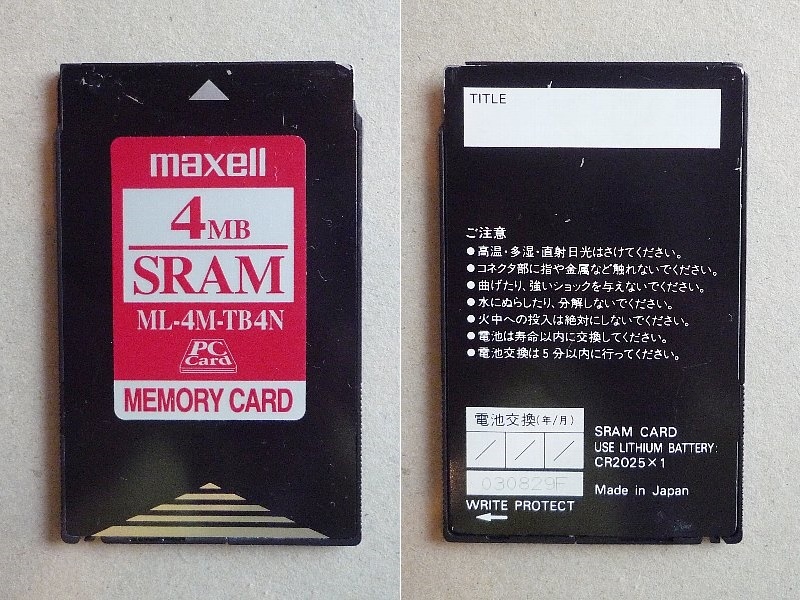 maxell
4MB
SRAM
ML-4M-TB4N
PC
Card
MEMORY CARD
TITLE
ご注意
●高温・多湿・直射日光はさけてください。
●コネクタ部に指や金属など触れないでください。
●曲げたり、強いショックを与えないでください。
●水にぬらしたり、分解しないでください。
●火中への投入は絶対にしないでください。
●電池は寿命以内に交換してください。
●電池交換は5分以内に行ってください。
電池交換(年/月)
/ / /
030829F
WRITE PROTECT
SRAM CARD
USE LITHIUM BATTERY:
CR2025×1
Made in Japan